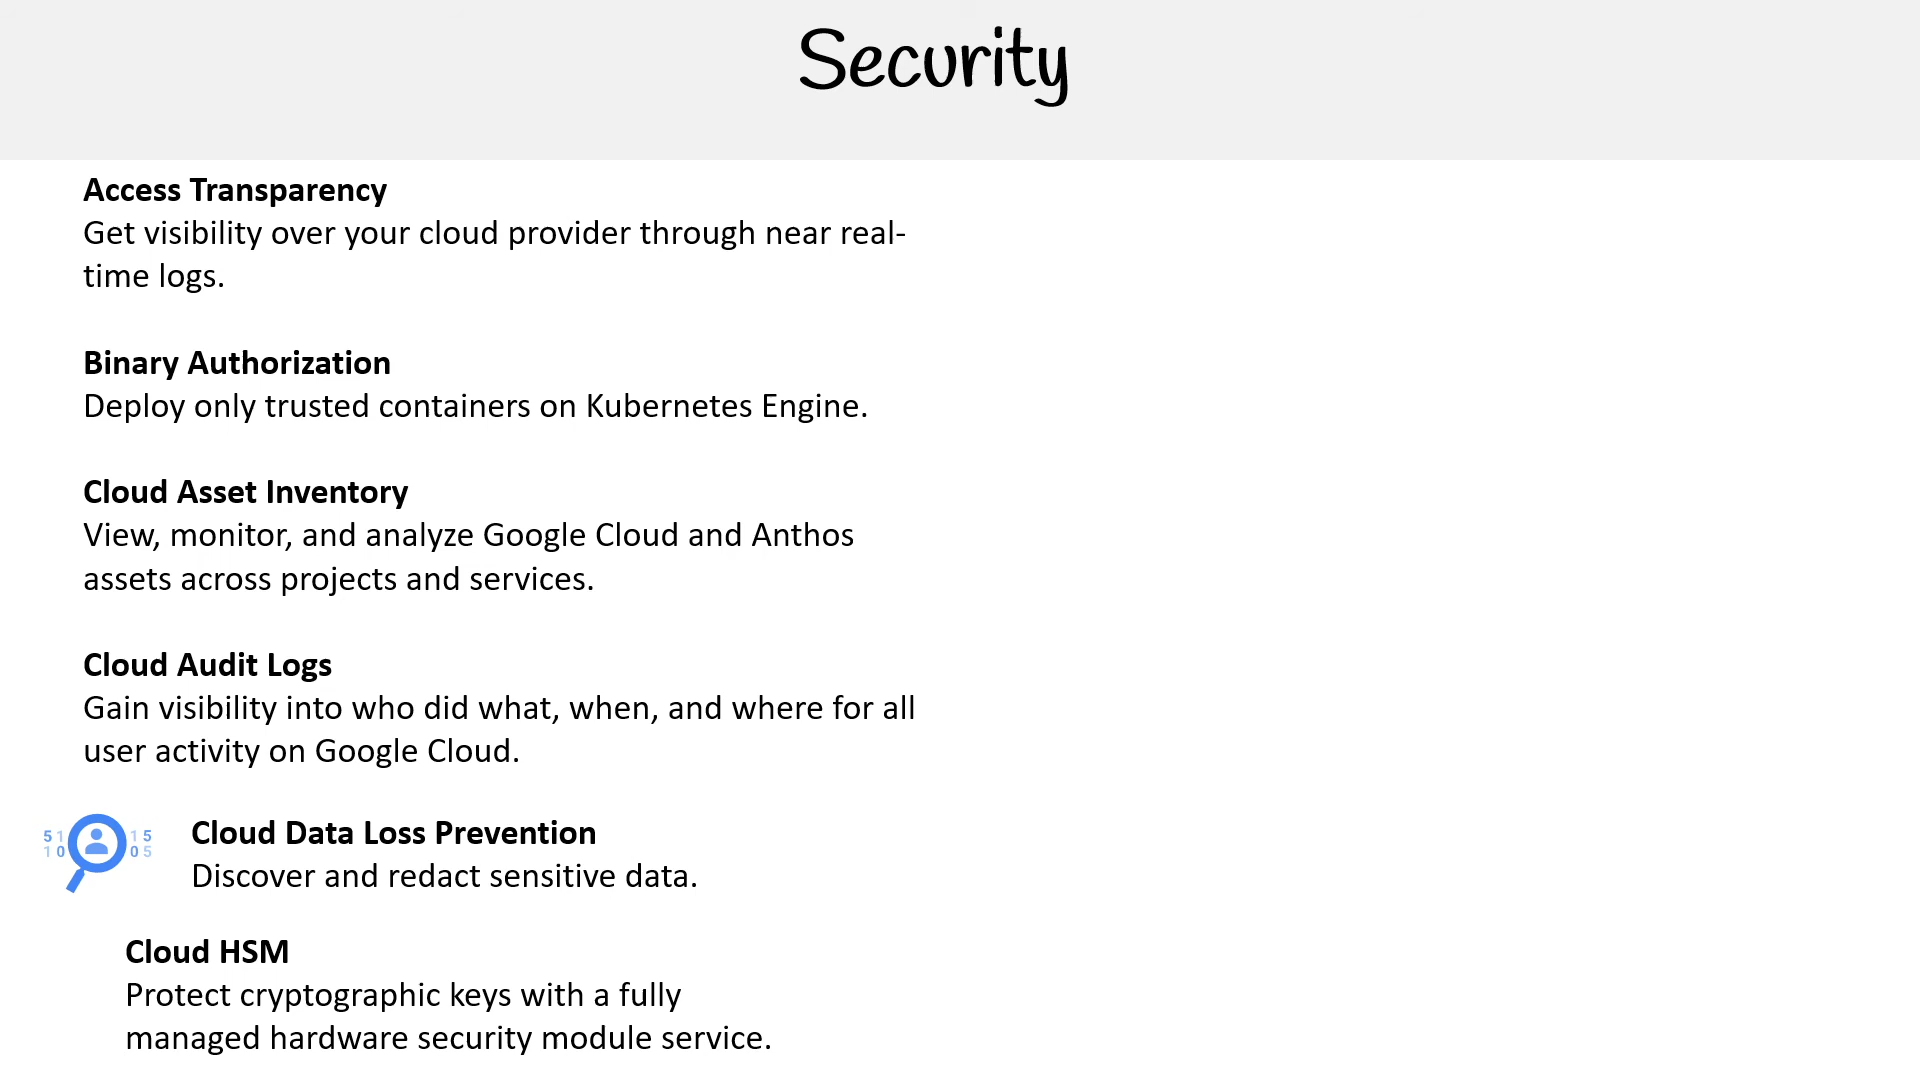 Security
Access Transparency
Get visibility over your cloud provider through near real-
time logs.
Binary Authorization
Deploy only trusted containers on Kubernetes Engine.
Cloud Asset Inventory
View, monitor, and analyze Google Cloud and Anthos
assets across projects and services.
Cloud Audit Logs
Gain visibility into who did what, when, and where for all
user activity on Google Cloud.
5 1 1 5
1 0 0 5
Cloud Data Loss Prevention
Discover and redact sensitive data.
Cloud HSM
Protect cryptographic keys with a fully
managed hardware security module service.